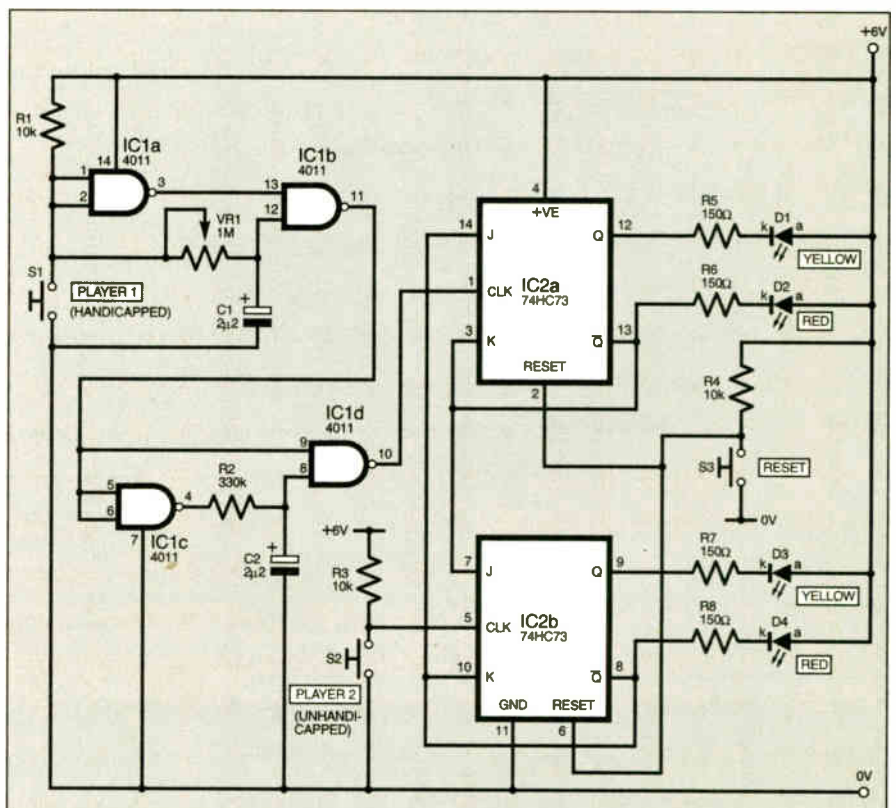 +6V
R1
10k
IC1a
4011
14
1
2
3
IC1b
4011
13
12
11
VR1
1M
S1
PLAYER 1
(HANDICAPPED)
+
C1
2µ2
4
+VE
14
J
Q
12
R5
150Ω
D1
k
a
YELLOW
1
CLK
IC2a
74HC73
R6
150Ω
D2
k
a
RED
3
K
Q
13
RESET
2
R4
10k
S3
RESET
0V
IC1d
4011
9
8
10
5
6
4
7
IC1c
4011
R2
330k
+
C2
2µ2
+6V
R3
10k
S2
PLAYER 2
(UNHANDI-
CAPPED)
7
J
Q
9
R7
150Ω
D3
k
a
YELLOW
5
CLK
IC2b
74HC73
R8
150Ω
D4
k
a
RED
10
K
Q
8
GND
RESET
11
6
0V